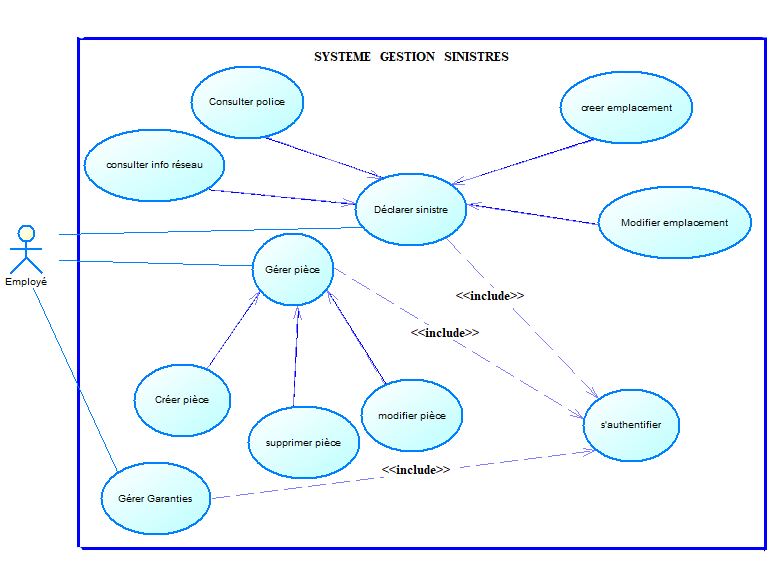 SYSTEME GESTION SINISTRES
Consulter police
creer emplacement
consulter info réseau
Déclarer sinistre
Modifier emplacement
Employé
Gérer pièce
<<include>>
<<include>>
Créer pièce
modifier pièce
s'authentifier
supprimer pièce
<<include>>
Gérer Garanties